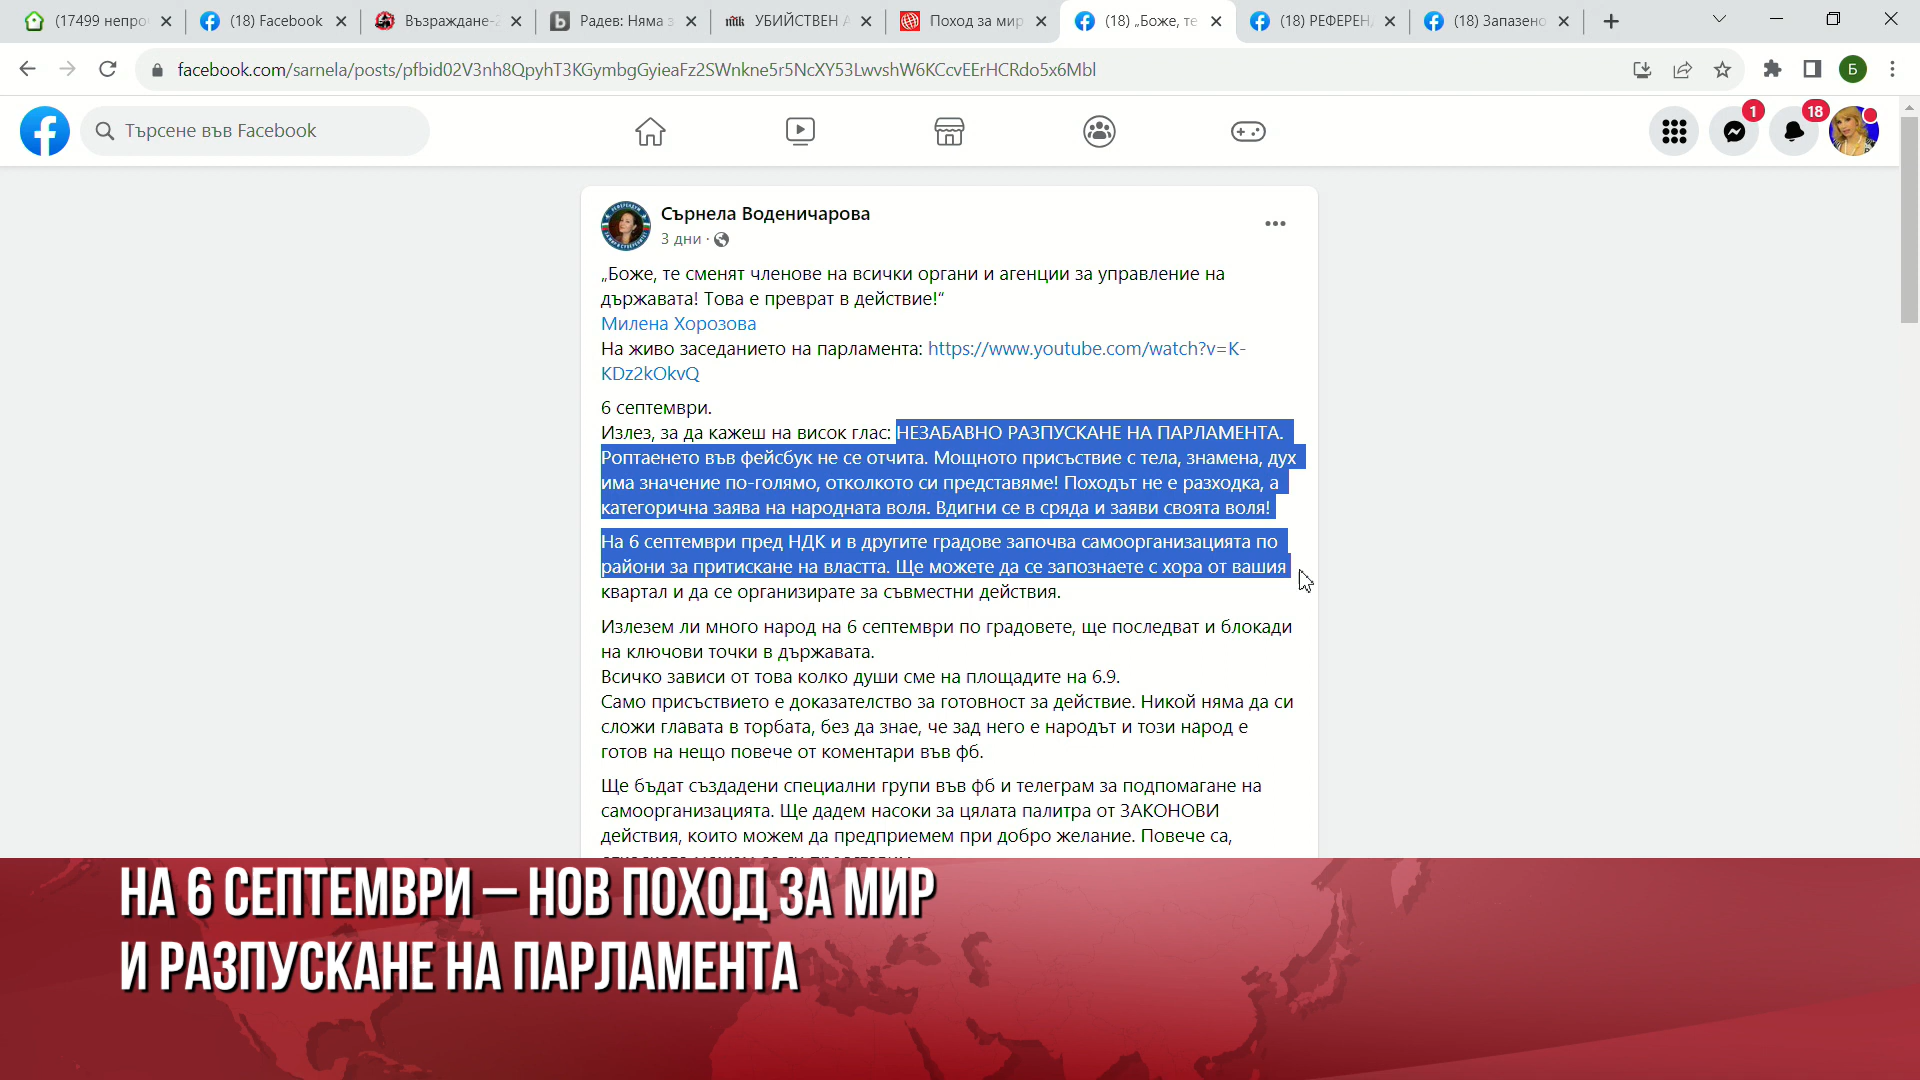 (17499 непро
(18) Facebook
Възраждане-2
Радев: Няма з
УБИЙСТВЕН А
Поход за мир
(18) „Боже, те
(18) РЕФЕРЕН
(18) Запазено
facebook.com/sarnela/posts/pfbid02V3nh8QpyhT3KGymbgGyieaFz2SWnkne5r5NcXY53LwvshW6KCcvEErHCRdo5x6Mbl
Б
Търсене във Facebook
1
18
Сърнела Воденичарова
3 дни ·
„Боже, те сменят членове на всички органи и агенции за управление на
държавата! Това е преврат в действие!“
Милена Хорозова
На живо заседанието на парламента: https://www.youtube.com/watch?v=K-
KDz2kOkvQ
6 септември.
Излез, за да кажеш на висок глас: НЕЗАБАВНО РАЗПУСКАНЕ НА ПАРЛАМЕНТА.
Роптаенето във фейсбук не се отчита. Мощното присъствие с тела, знамена, дух
има значение по-голямо, отколкото си представяме! Походът не е разходка, а
категорична заява на народната воля. Вдигни се в сряда и заяви своята воля!
На 6 септември пред НДК и в другите градове започва самоорганизацията по
райони за притискане на властта. Ще можете да се запознаете с хора от вашия
квартал и да се организирате за съвместни действия.
Излезем ли много народ на 6 септември по градовете, ще последват и блокади
на ключови точки в държавата.
Всичко зависи от това колко души сме на площадите на 6.9.
Само присъствието е доказателство за готовност за действие. Никой няма да си
сложи главата в торбата, без да знае, че зад него е народът и този народ е
готов на нещо повече от коментари във фб.
Ще бъдат създадени специални групи във фб и телеграм за подпомагане на
самоорганизацията. Ще дадем насоки за цялата палитра от ЗАКОНОВИ
действия, които можем да предприемем при добро желание. Повече са,
НА 6 СЕПТЕМВРИ – НОВ ПОХОД ЗА МИР
И РАЗПУСКАНЕ НА ПАРЛАМЕНТА